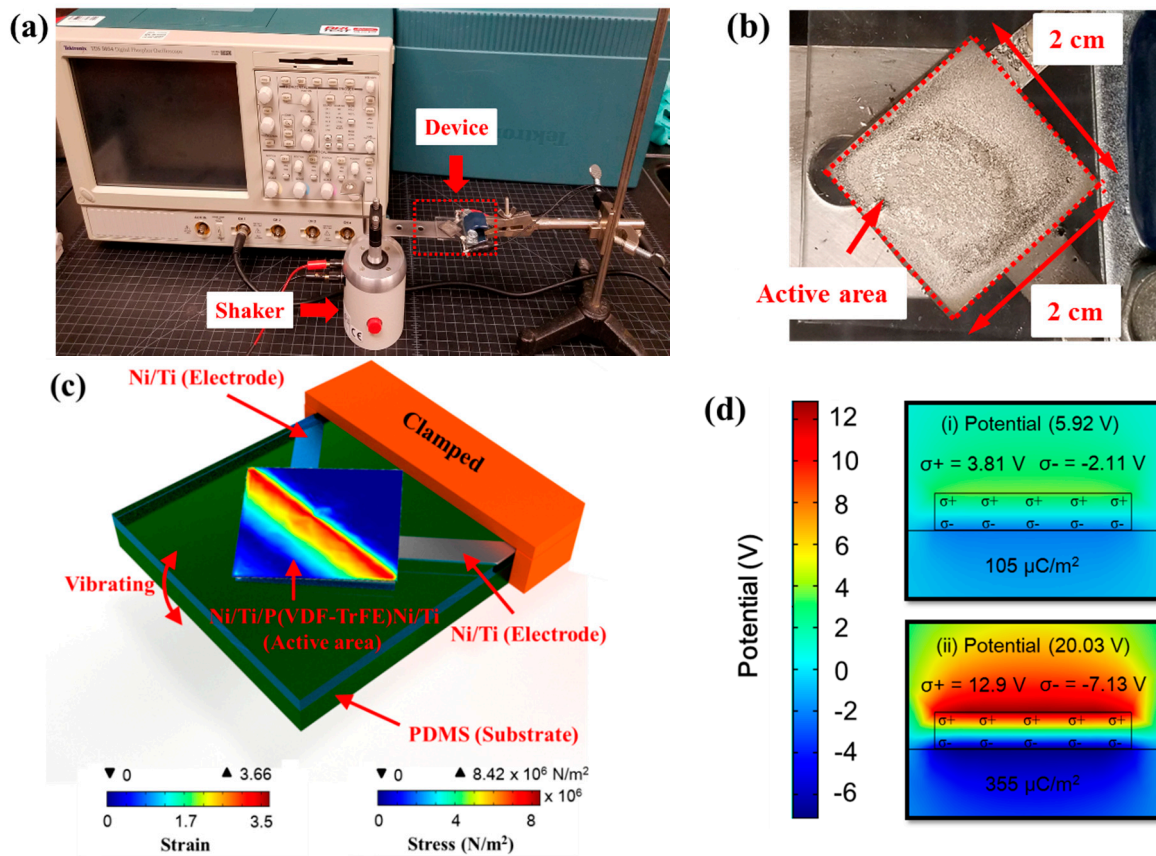 (a)
Tektronix
Device
Shaker
CE
(b)
2 cm
Active area
2 cm
(c)
Ni/Ti (Electrode)
Clamped
Vibrating
Ni/Ti/P(VDF-TrFE)Ni/Ti
(Active area)
Ni/Ti (Electrode)
PDMS (Substrate)
▼ 0 ▲ 3.66
0 1.7 3.5
Strain
▼ 0 ▲ 8.42 x 10⁶ N/m²
x 10⁶
0 4 8
Stress (N/m²)
(d)
Potential (V)
12
10
8
6
4
2
0
-2
-4
-6
(i) Potential (5.92 V)
σ+ = 3.81 V σ- = -2.11 V
σ+ σ+ σ+ σ+ σ+
σ- σ- σ- σ- σ-
105 μC/m²
(ii) Potential (20.03 V)
σ+ = 12.9 V σ- = -7.13 V
σ+ σ+ σ+ σ+ σ+
σ- σ- σ- σ- σ-
355 μC/m²